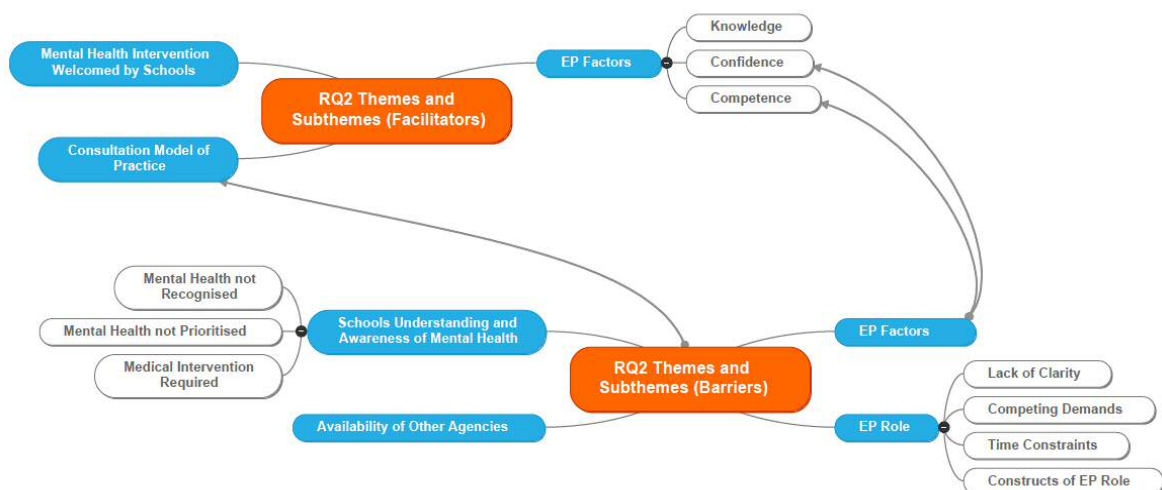 Mental Health Intervention
Welcomed by Schools
RQ2 Themes and
Subthemes (Facilitators)
Consultation Model of
Practice
EP Factors
Knowledge
Confidence
Competence
Mental Health not
Recognised
Mental Health not Prioritised
Medical Intervention
Required
Schools Understanding and
Awareness of Mental Health
Availability of Other Agencies
RQ2 Themes and
Subthemes (Barriers)
EP Factors
EP Role
Lack of Clarity
Competing Demands
Time Constraints
Constructs of EP Role